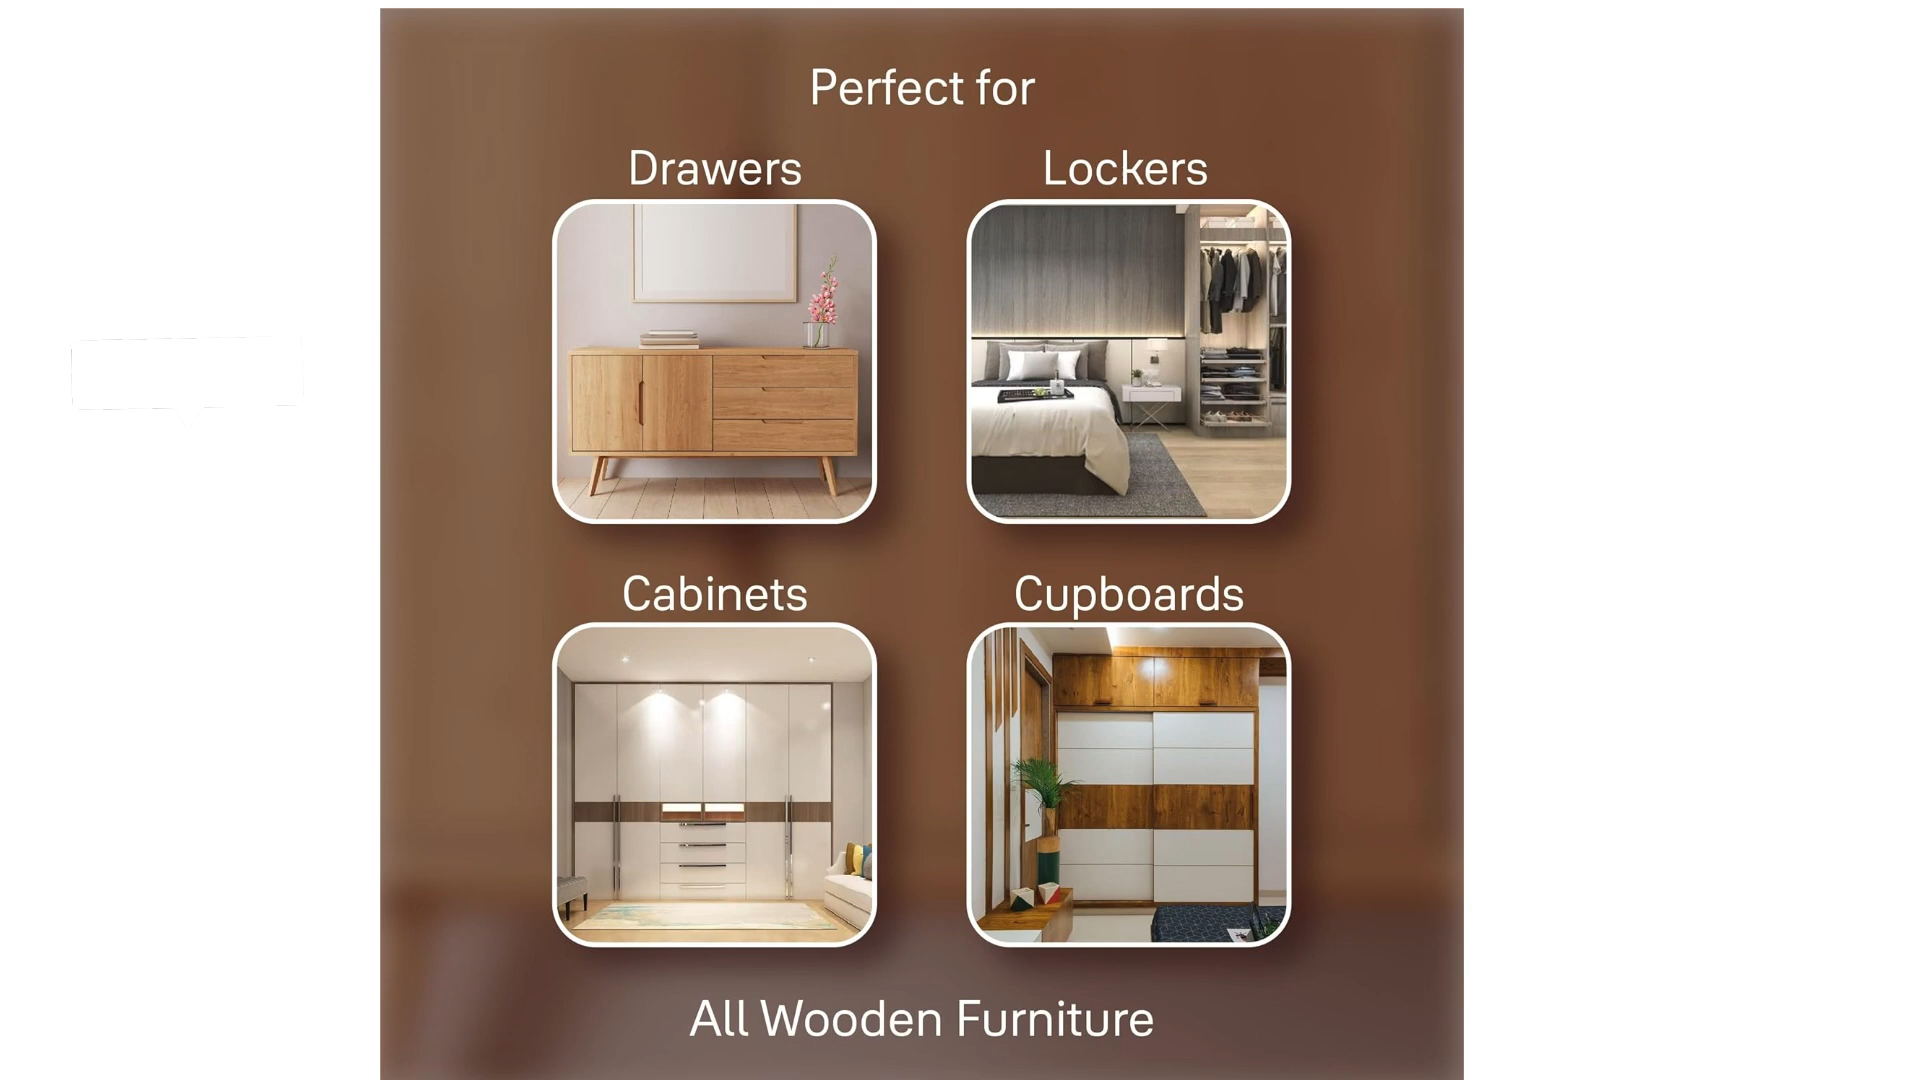 Perfect for
Drawers
Lockers
Cabinets
Cupboards
All Wooden Furniture